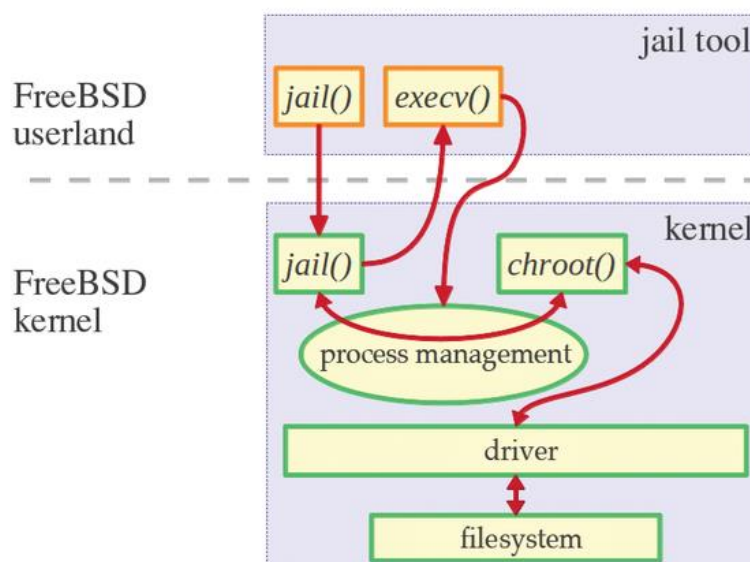 jail tool
FreeBSD
userland
jail()
execv()
kernel
FreeBSD
kernel
jail()
chroot()
process management
driver
filesystem